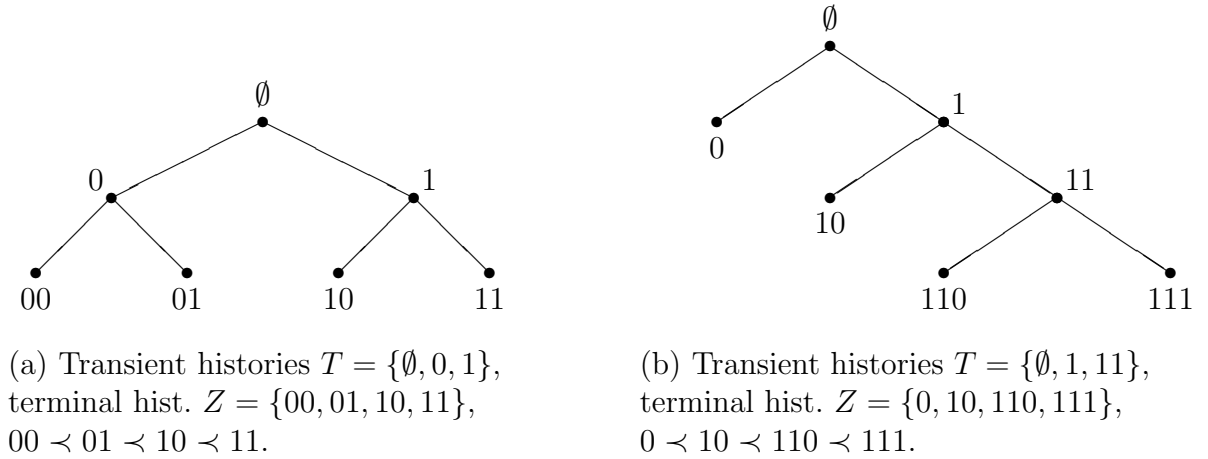 ∅
0
1
00
01
10
11
(a) Transient histories T = {∅, 0, 1},
terminal hist. Z = {00, 01, 10, 11},
00 ≺ 01 ≺ 10 ≺ 11.
∅
1
0
11
10
110
111
(b) Transient histories T = {∅, 1, 11},
terminal hist. Z = {0, 10, 110, 111},
0 ≺ 10 ≺ 110 ≺ 111.